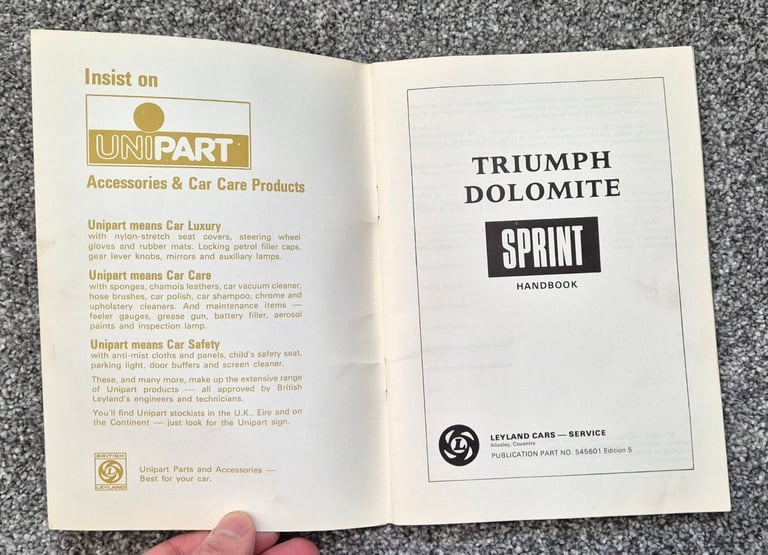 Insist on
UNIPART
Accessories & Car Care Products
Unipart means Car Luxury
with nylon-stretch seat covers, steering wheel
gloves and rubber mats. Locking petrol filler caps,
gear lever knobs, mirrors and auxiliary lamps.
Unipart means Car Care
with sponges, chamois leathers, car vacuum cleaner,
hose brushes, car polish, car shampoo, chrome and
upholstery cleaners. And maintenance items —
feeler gauges, grease gun, battery filler, aerosol
paints and inspection lamp.
Unipart means Car Safety
with anti-mist cloths and panels, child's safety seat,
parking light, door buffers and screen cleaner.
These, and many more, make up the extensive range
of Unipart products — all approved by British
Leyland's engineers and technicians.
You'll find Unipart stockists in the U.K., Eire and on
the Continent — just look for the Unipart sign.
BRITISH
L
LEYLAND
Unipart Parts and Accessories —
Best for your car.
TRIUMPH
DOLOMITE
SPRINT
HANDBOOK
L
LEYLAND CARS — SERVICE
Allesley, Coventry
PUBLICATION PART NO. 545601 Edition 5